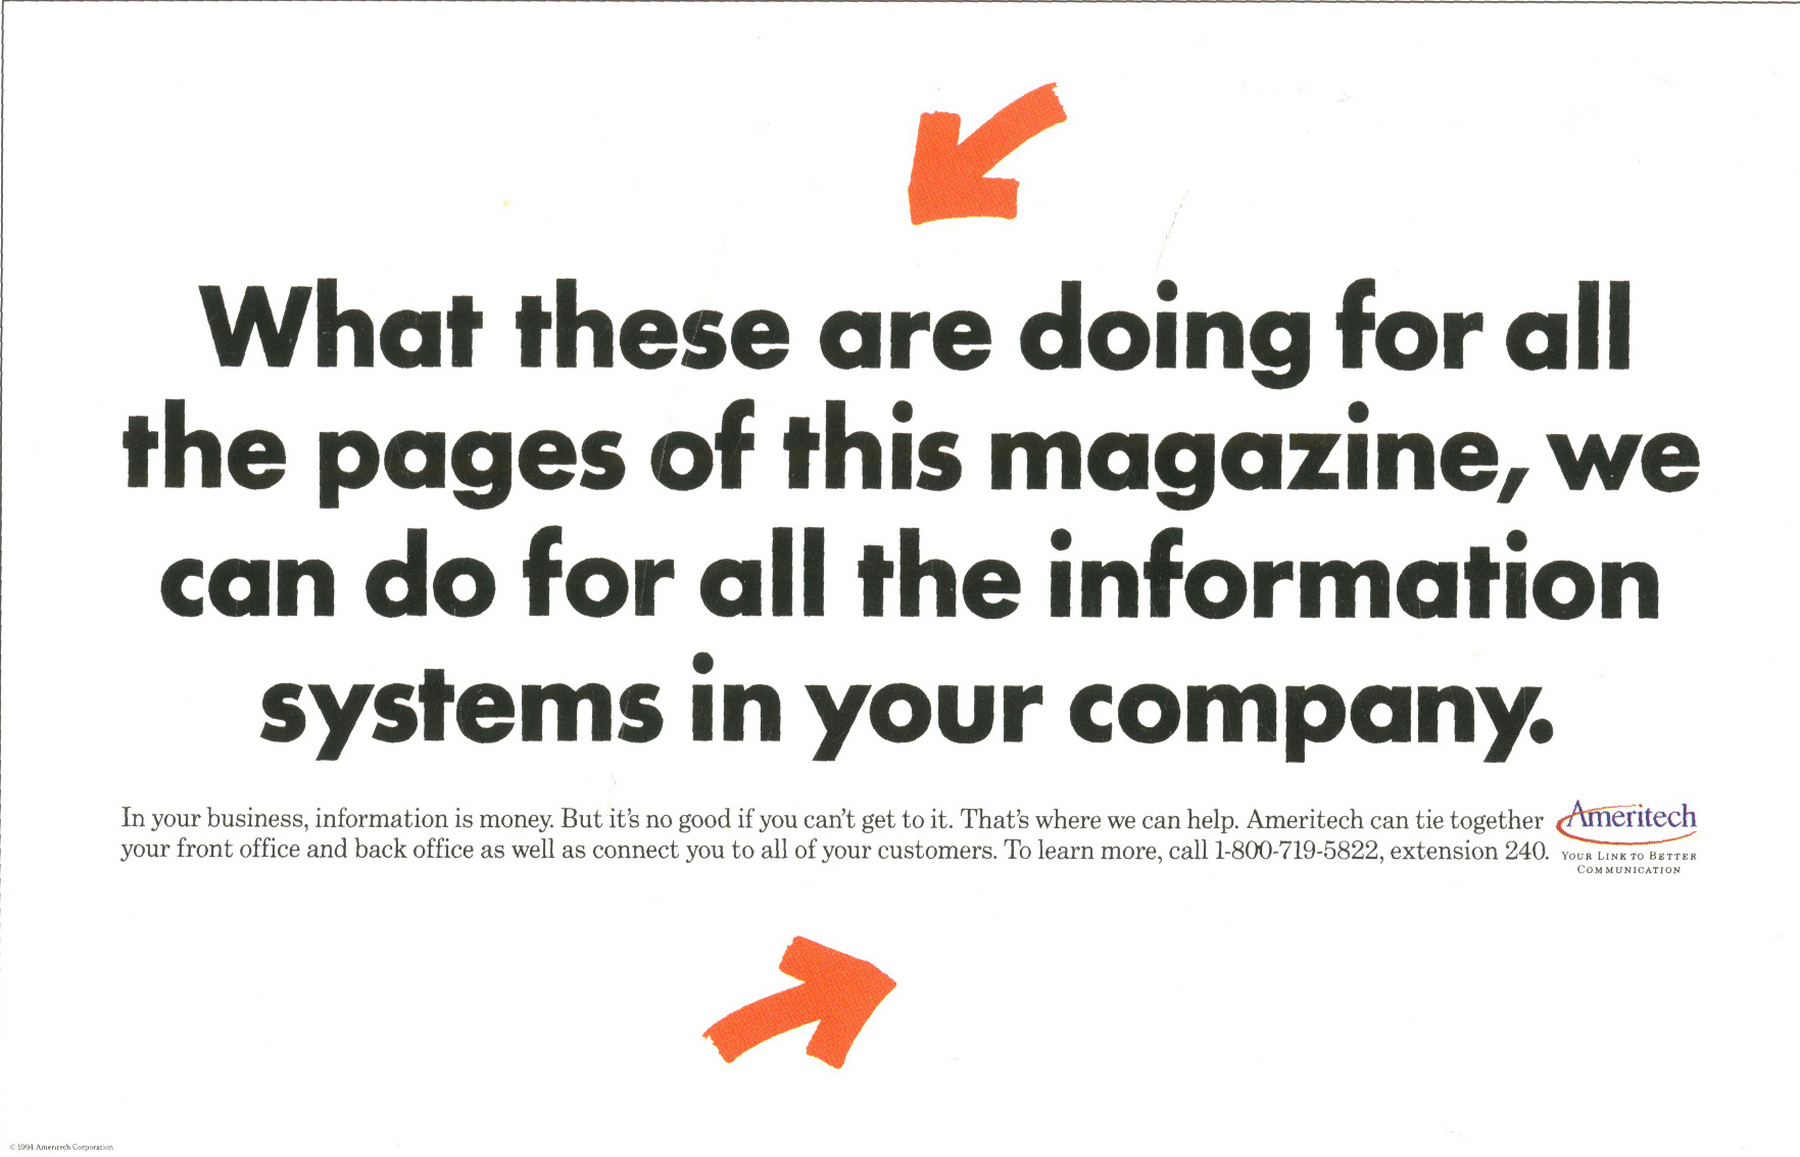 What these are doing for all
the pages of this magazine, we
can do for all the information
systems in your company.
In your business, information is money. But it's no good if you can't get to it. That's where we can help. Ameritech can tie together
your front office and back office as well as connect you to all of your customers. To learn more, call 1-800-719-5822, extension 240.
Ameritech
YOUR LINK TO BETTER
COMMUNICATION
© 1994 Ameritech Corporation